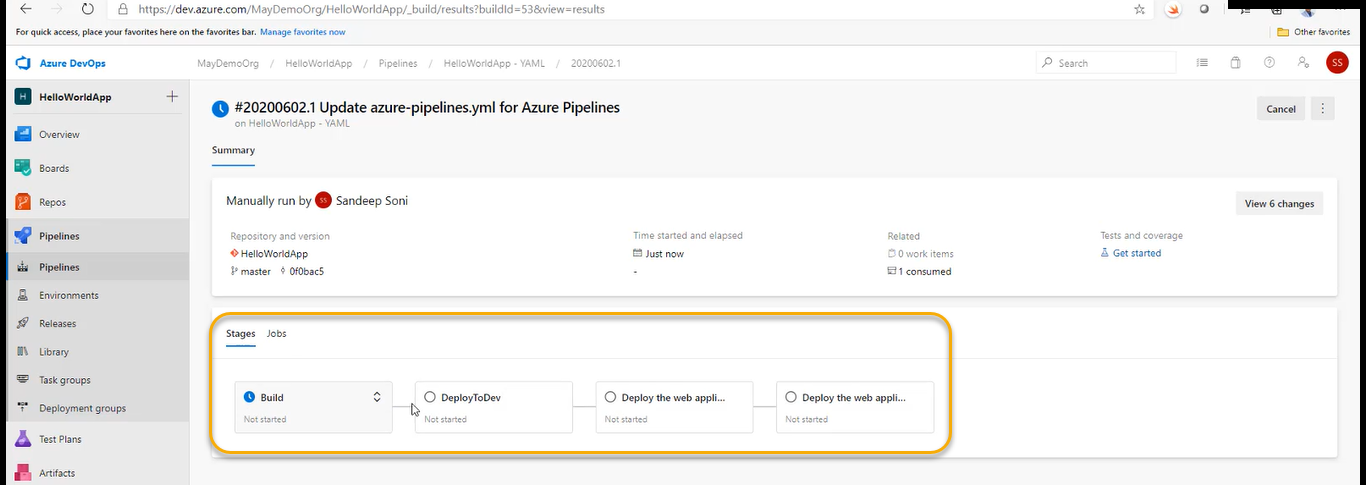 https://dev.azure.com/MayDemoOrg/HelloWorldApp/_build/results?buildId=53&view=results
For quick access, place your favorites here on the favorites bar. Manage favorites now
Other favorites
Azure DevOps
MayDemoOrg / HelloWorldApp / Pipelines / HelloWorldApp - YAML / 20200602.1
Search
SS
H HelloWorldApp
Overview
Boards
Repos
Pipelines
Pipelines
Environments
Releases
Library
Task groups
Deployment groups
Test Plans
Artifacts
#20200602.1 Update azure-pipelines.yml for Azure Pipelines
on HelloWorldApp - YAML
Cancel
Summary
Manually run by SS Sandeep Soni
View 6 changes
Repository and version
HelloWorldApp
master 0f0bac5
Time started and elapsed
Just now
-
Related
0 work items
1 consumed
Tests and coverage
Get started
Stages Jobs
Build
Not started
DeployToDev
Not started
Deploy the web appli...
Not started
Deploy the web appli...
Not started